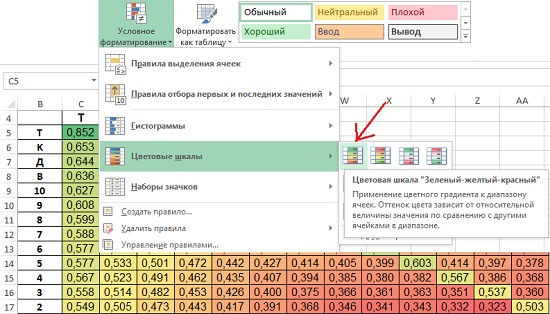 Условное форматирование
Форматировать как таблицу
Обычный Нейтральный Плохой
Хороший Ввод Вывод
Правила выделения ячеек
Правила отбора первых и последних значений
Гистограммы
Цветовые шкалы
Наборы значков
Создать правило...
Удалить правила
Управление правилами...
Цветовая шкала "Зеленый-желтый-красный"
Применение цветного градиента к диапазону
ячеек. Оттенок цвета зависит от относительной
величины значения по сравнению с другими
ячейками в диапазоне.
C5
B C W X Y Z AA
4 Т
5 Т 0,852
6 К 0,653
7 Д 0,644
8 В 0,636
9 10 0,627
10 9 0,608
11 8 0,599
12 7 0,588
13 6 0,577
14 5 0,577 0,533 0,501 0,472 0,442 0,427 0,414 0,405 0,399 0,603 0,414 0,397 0,378
15 4 0,567 0,523 0,491 0,462 0,435 0,407 0,394 0,385 0,380 0,382 0,567 0,386 0,368
16 3 0,558 0,514 0,482 0,453 0,426 0,400 0,375 0,366 0,361 0,363 0,351 0,537 0,360
17 2 0,549 0,505 0,473 0,443 0,417 0,391 0,368 0,346 0,341 0,343 0,332 0,323 0,503